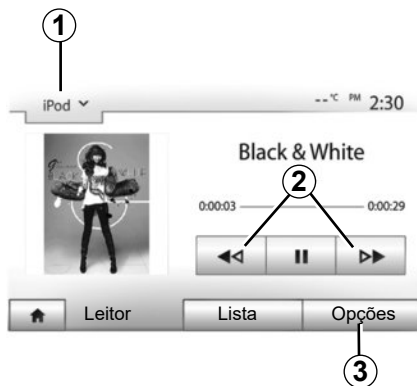 1
iPod
--°C PM 2:30
Black & White
2
0:00:03 0:00:29
Leitor Lista Opções
3